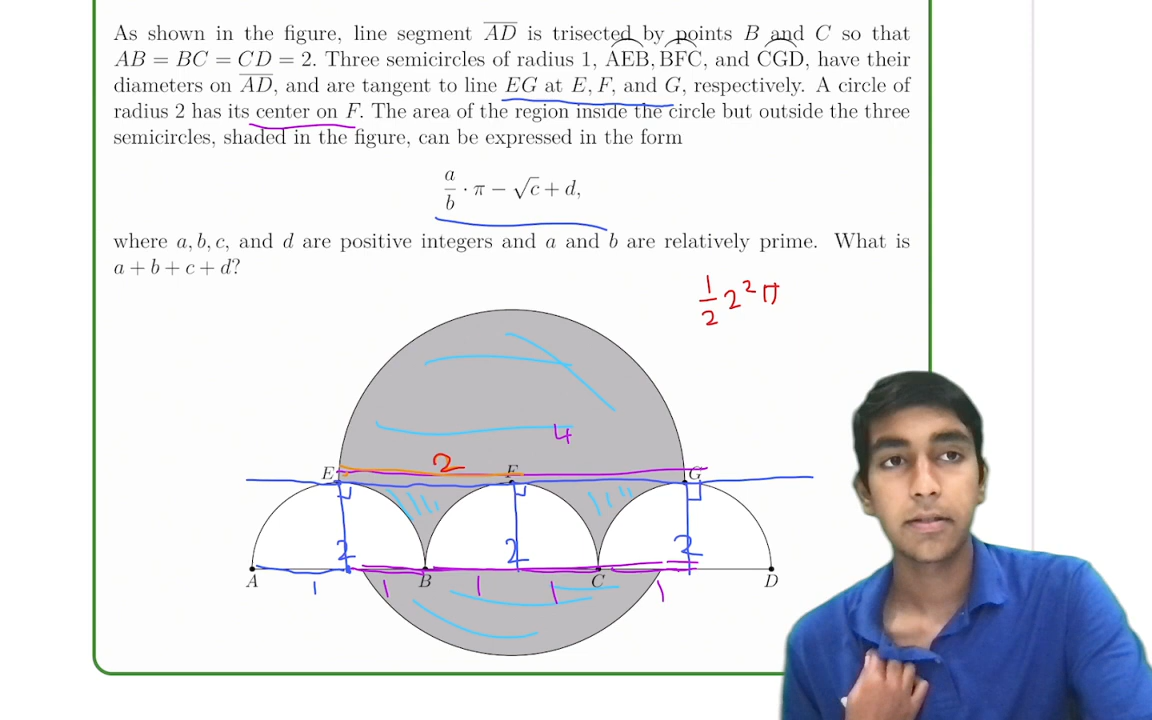 As shown in the figure, line segment AD is trisected by points B and C so that
AB = BC = CD = 2. Three semicircles of radius 1, AEB, BFC, and CGD, have their
diameters on AD, and are tangent to line EG at E, F, and G, respectively. A circle of
radius 2 has its center on F. The area of the region inside the circle but outside the three
semicircles, shaded in the figure, can be expressed in the form
a/b · π − √c + d,
where a, b, c, and d are positive integers and a and b are relatively prime. What is
a + b + c + d?
1/2 2² π
4
E 2 F G
2 2 2
A B C D
1 1 1 1 1